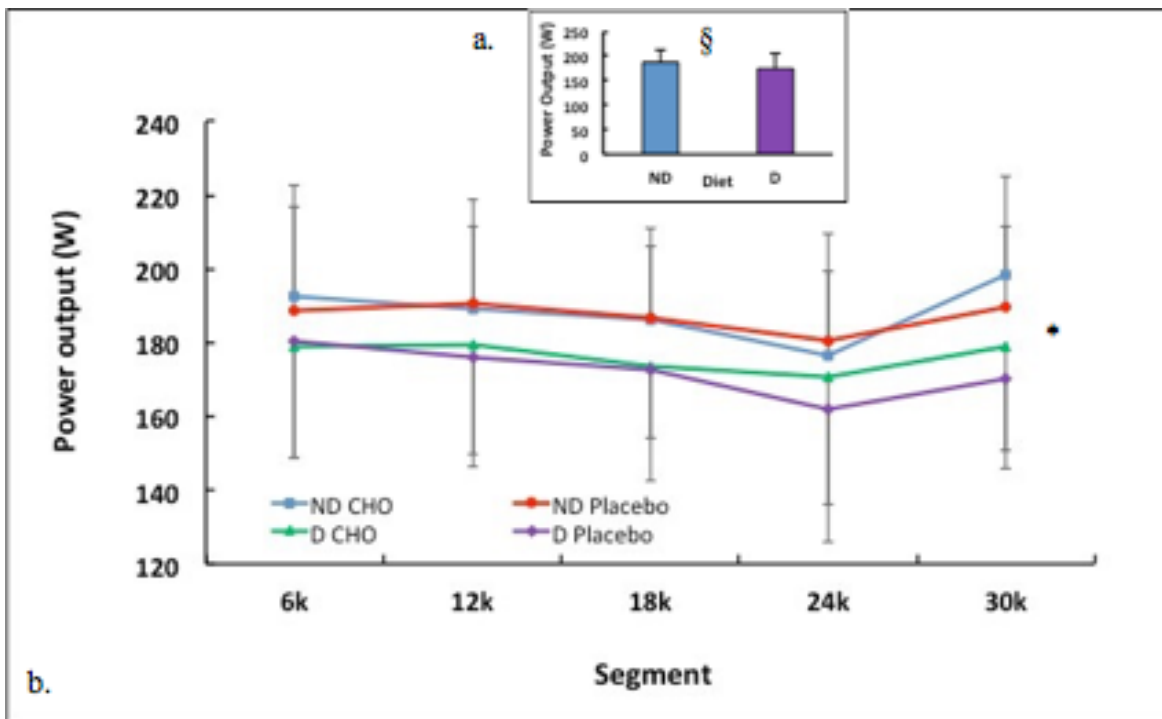 a.
§
Power Output (W)
250
200
150
100
50
0
ND Diet D
Power output (W)
240
220
200
180
160
140
120
ND CHO ND Placebo
D CHO D Placebo
6k 12k 18k 24k 30k
Segment
b.